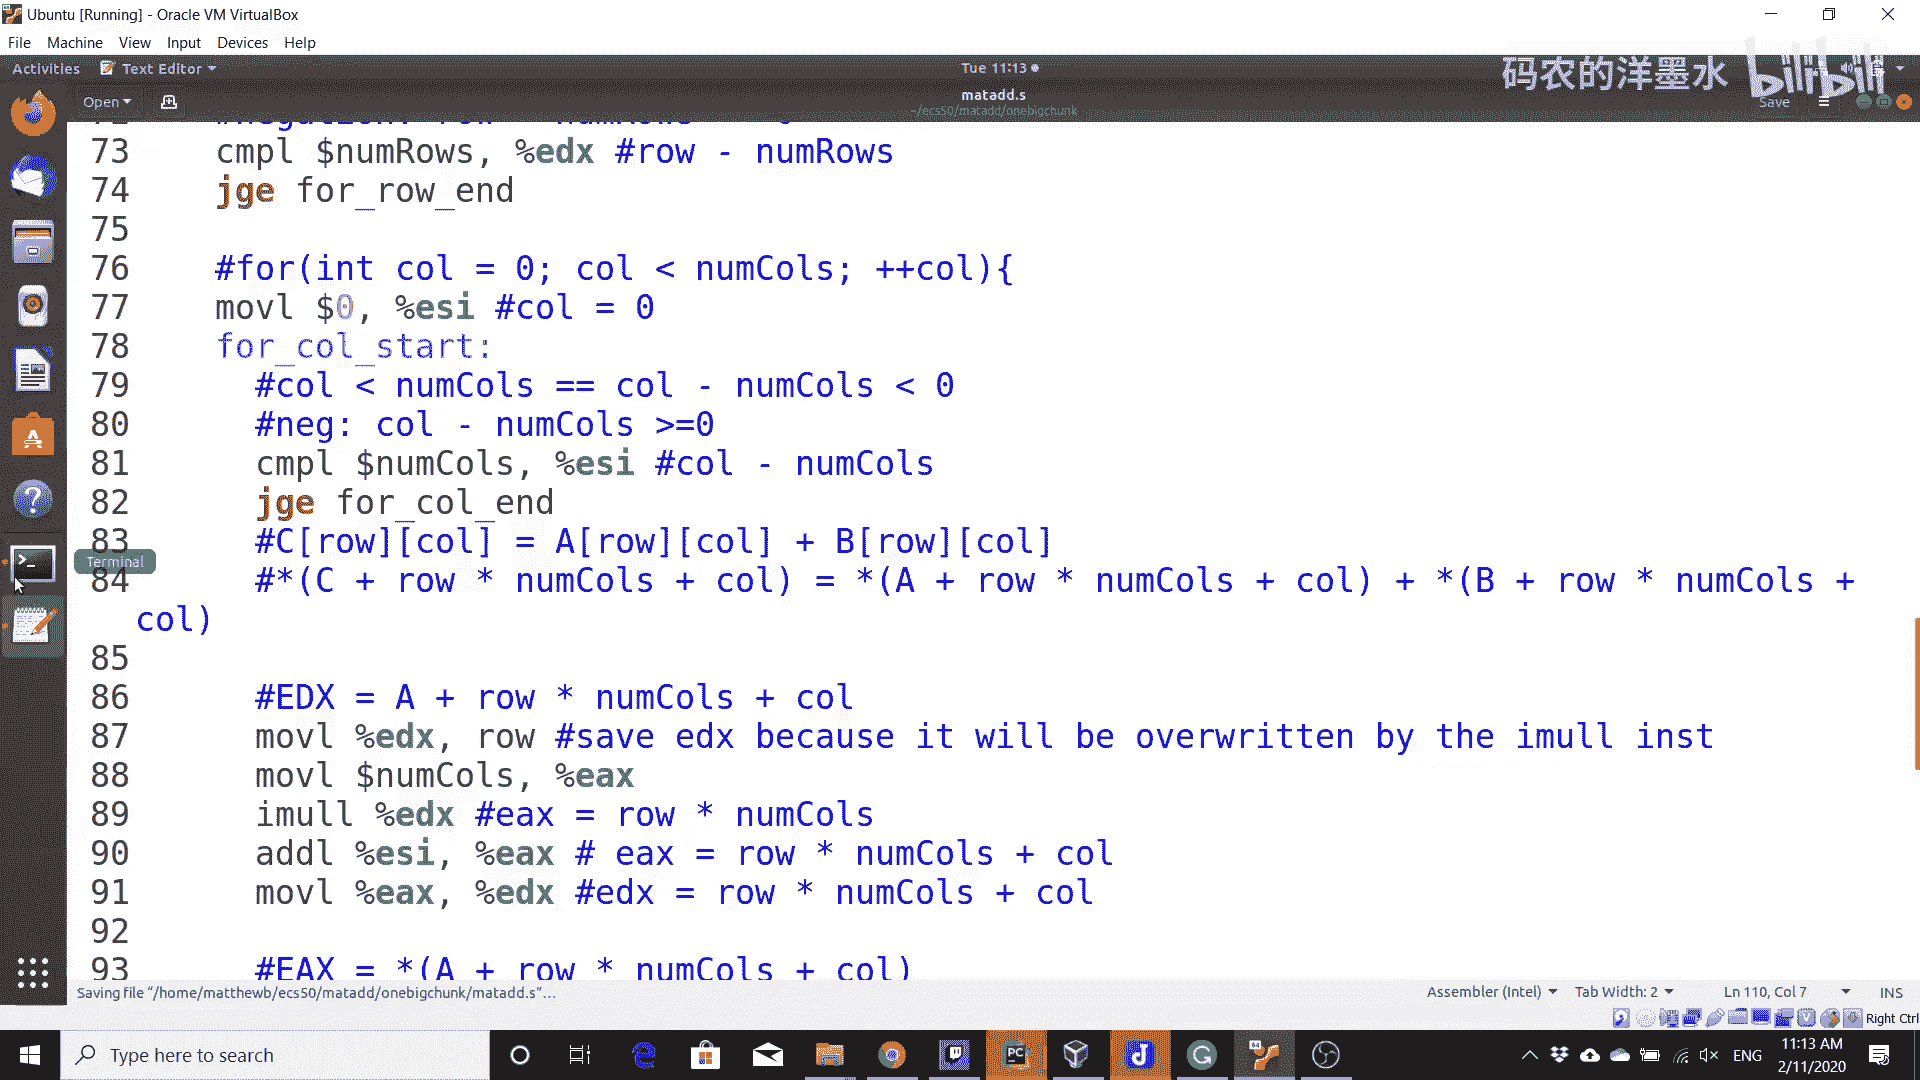 Ubuntu [Running] - Oracle VM VirtualBox
File Machine View Input Devices Help
Activities Text Editor Tue 11:13
码农的洋墨水 bilibili
Open matadd.s Save
~/ecs50/matadd/onebigchunk
73 cmpl $numRows, %edx #row - numRows
74 jge for_row_end
75
76 #for(int col = 0; col < numCols; ++col){
77 movl $0, %esi #col = 0
78 for_col_start:
79 #col < numCols == col - numCols < 0
80 #neg: col - numCols >=0
81 cmpl $numCols, %esi #col - numCols
82 jge for_col_end
83 #C[row][col] = A[row][col] + B[row][col]
Terminal
84 #*(C + row * numCols + col) = *(A + row * numCols + col) + *(B + row * numCols +
col)
85
86 #EDX = A + row * numCols + col
87 movl %edx, row #save edx because it will be overwritten by the imull inst
88 movl $numCols, %eax
89 imull %edx #eax = row * numCols
90 addl %esi, %eax # eax = row * numCols + col
91 movl %eax, %edx #edx = row * numCols + col
92
93 #EAX = *(A + row * numCols + col)
Saving file “/home/matthewb/ecs50/matadd/onebigchunk/matadd.s”… Assembler (Intel) Tab Width: 2 Ln 110, Col 7 INS
Right Ctrl
Type here to search ENG 11:13 AM
2/11/2020